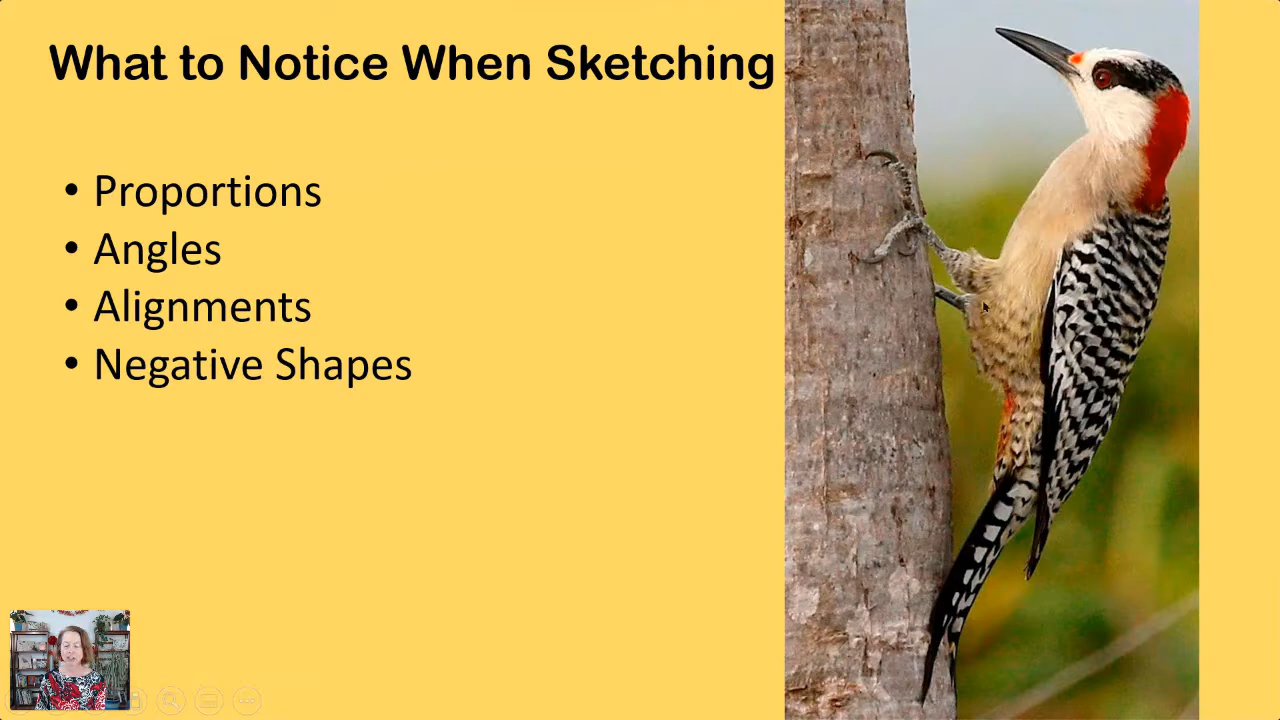 What to Notice When Sketching
• Proportions
• Angles
• Alignments
• Negative Shapes